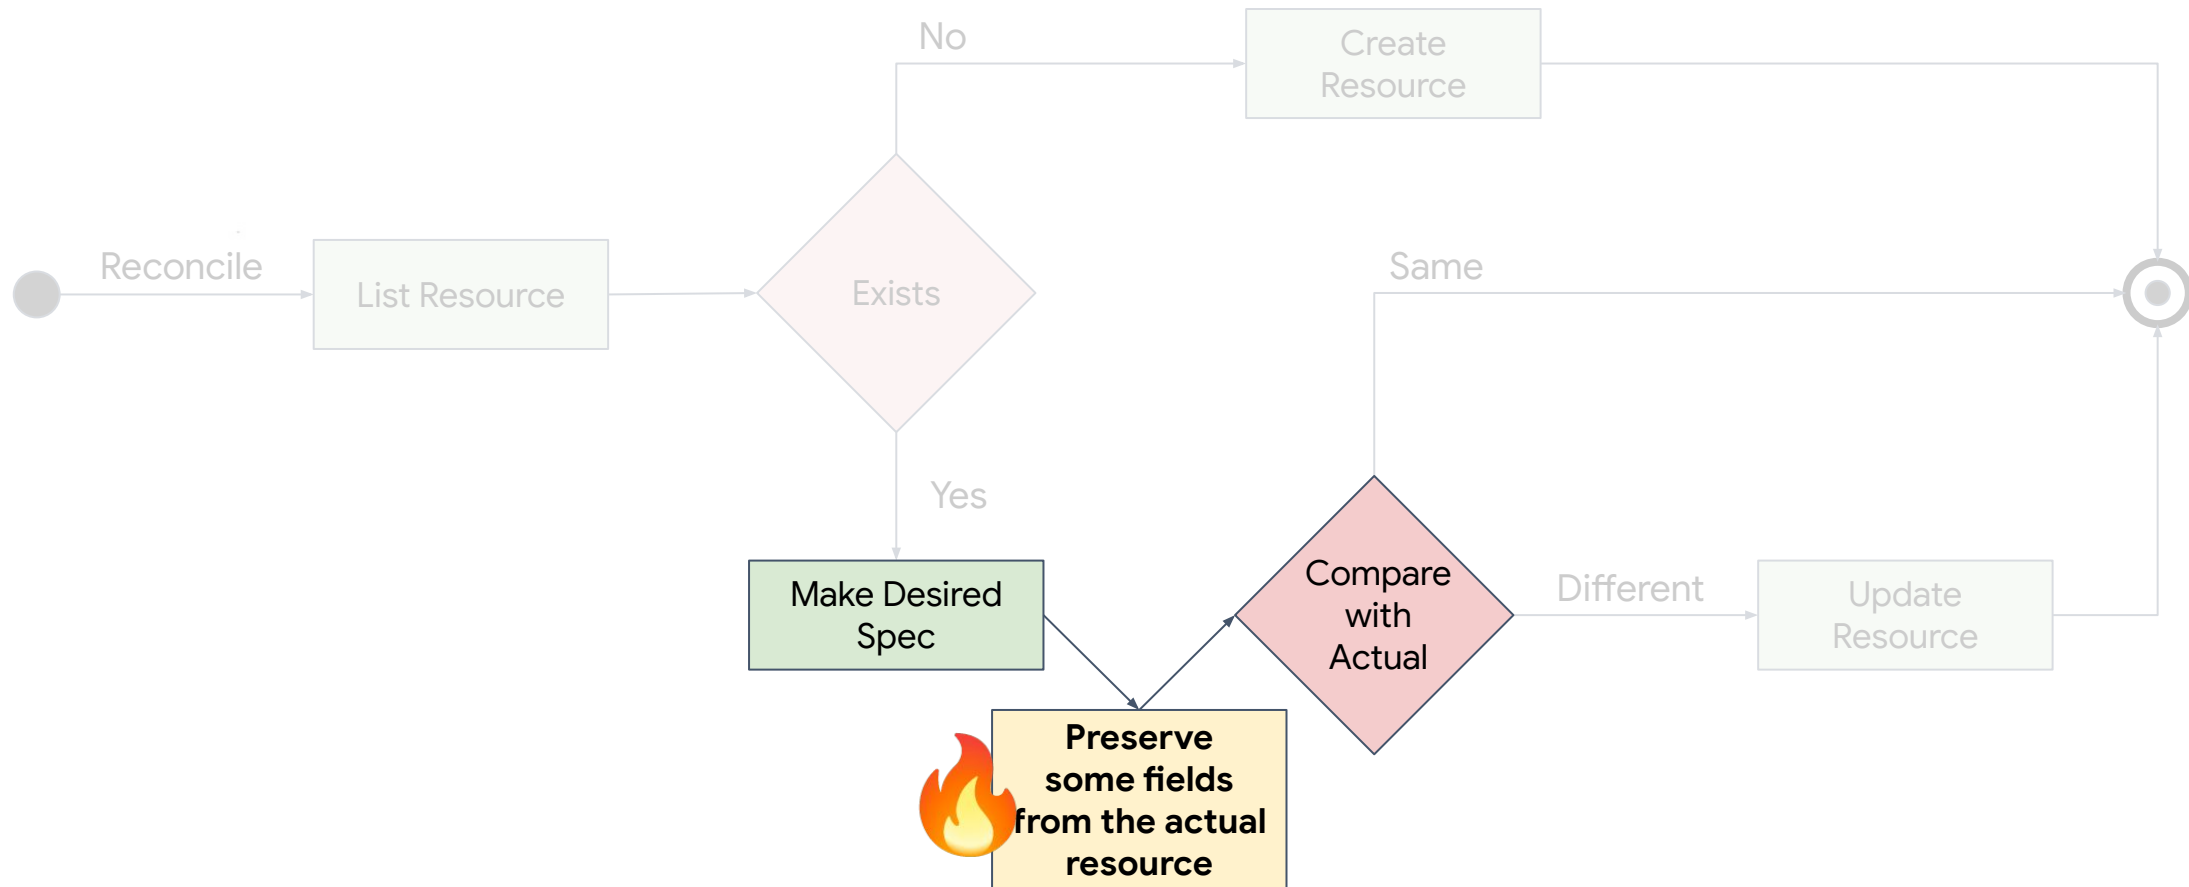 No
Create
Resource
Reconcile
List Resource
Exists
Same
Yes
Make Desired
Spec
Compare
with
Actual
Different
Update
Resource
Preserve
some fields
from the actual
resource